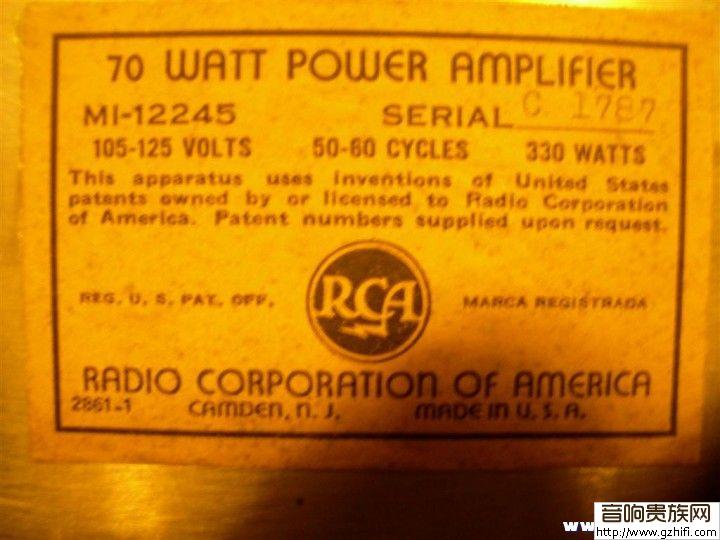 70 WATT POWER AMPLIFIER
MI-12245 SERIAL C 1787
105-125 VOLTS 50-60 CYCLES 330 WATTS
This apparatus uses inventions of United States
patents owned by or licensed to Radio Corporation
of America. Patent numbers supplied upon request.
REG. U. S. PAT. OFF. RCA MARCA REGISTRADA
RADIO CORPORATION OF AMERICA
2861-1 CAMDEN, N. J. MADE IN U. S. A.
音响贵族网
http://www.gzhifi.com